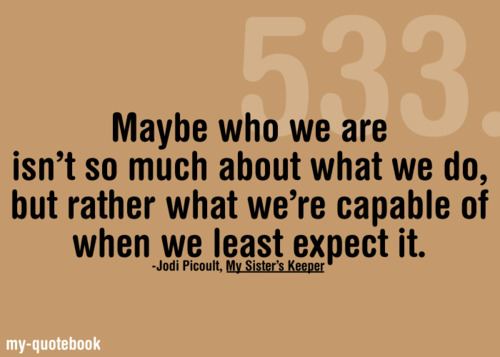 533.
Maybe who we are
isn't so much about what we do,
but rather what we're capable of
when we least expect it.
-Jodi Picoult, My Sister's Keeper
my-quotebook